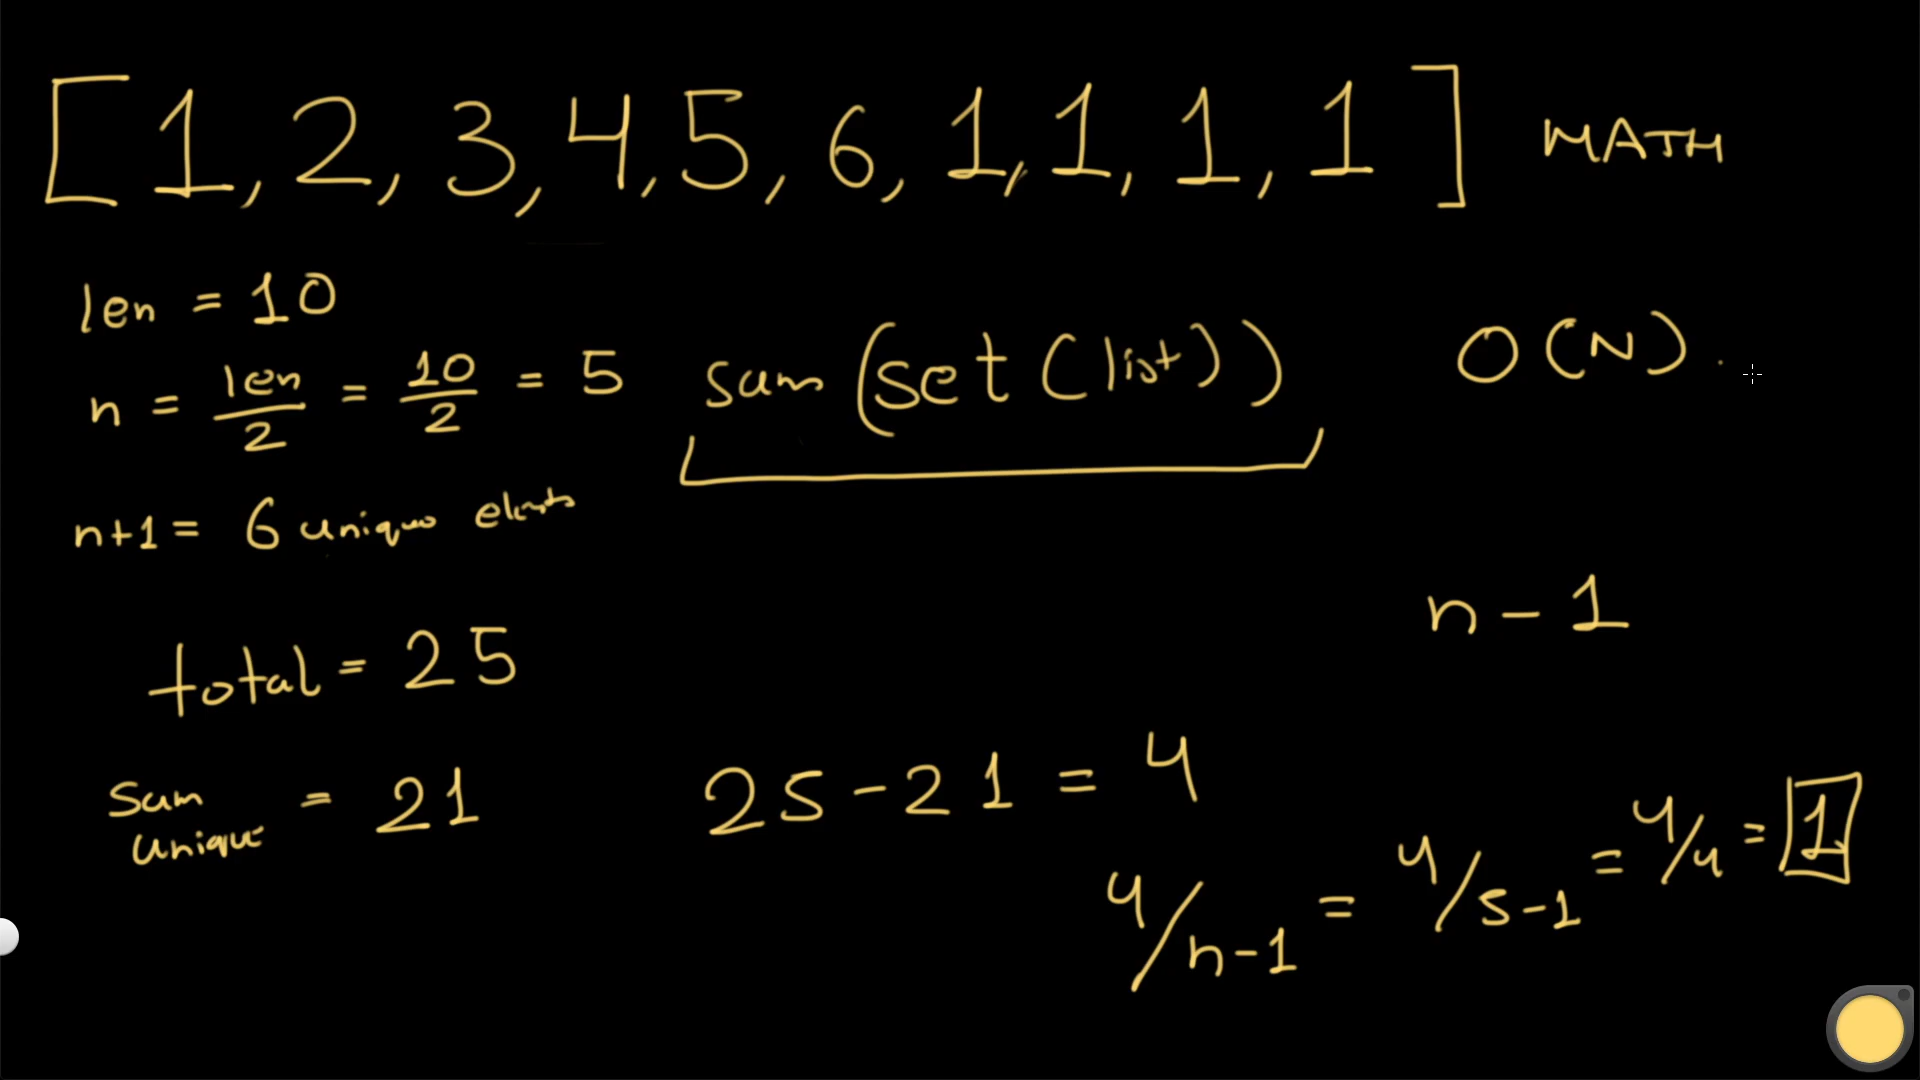 [1, 2, 3, 4, 5, 6, 1, 1, 1, 1] MATH
len = 10
n = len/2 = 10/2 = 5
sum(set(list))
O(N).
n+1 = 6 unique
n - 1
total = 25
Sum unique = 21
25 - 21 = 4
4/n-1 = 4/5-1 = 4/4 = 1